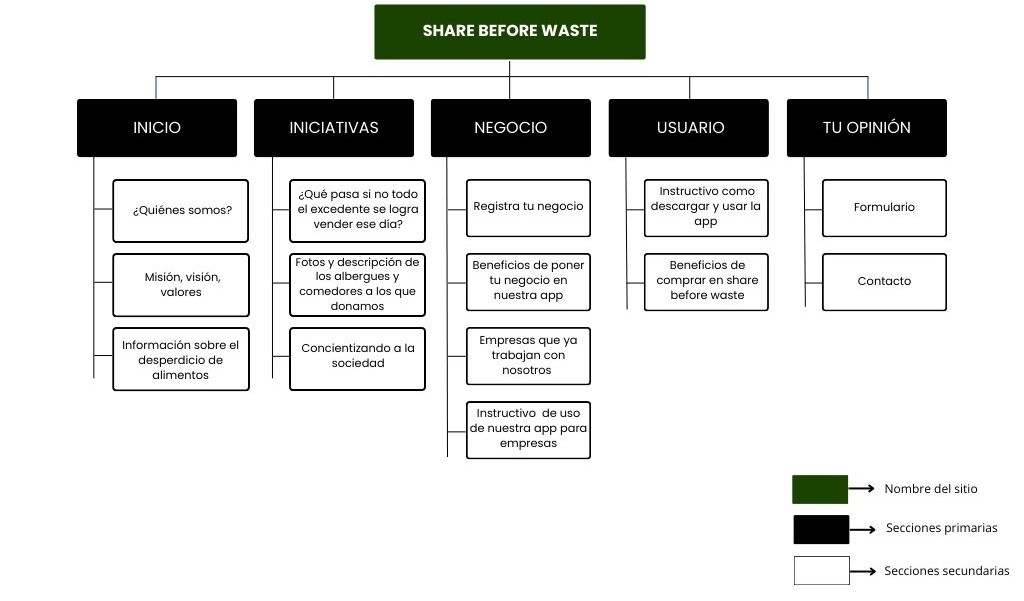 SHARE BEFORE WASTE
INICIO
INICIATIVAS
NEGOCIO
USUARIO
TU OPINIÓN
¿Quiénes somos?
Misión, visión,
valores
Información sobre el
desperdicio de
alimentos
¿Qué pasa si no todo
el excedente se logra
vender ese día?
Fotos y descripción de
los albergues y
comedores a los que
donamos
Concientizando a la
sociedad
Registra tu negocio
Beneficios de poner
tu negocio en
nuestra app
Empresas que ya
trabajan con
nosotros
Instructivo de uso
de nuestra app para
empresas
Instructivo como
descargar y usar la
app
Beneficios de
comprar en share
before waste
Formulario
Contacto
Nombre del sitio
Secciones primarias
Secciones secundarias